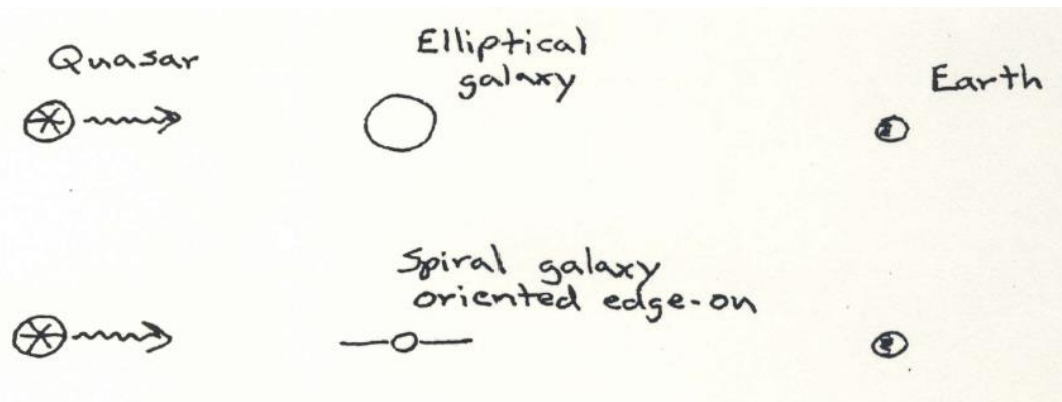 Quasar
Elliptical
galaxy
Earth
Spiral galaxy
oriented edge-on